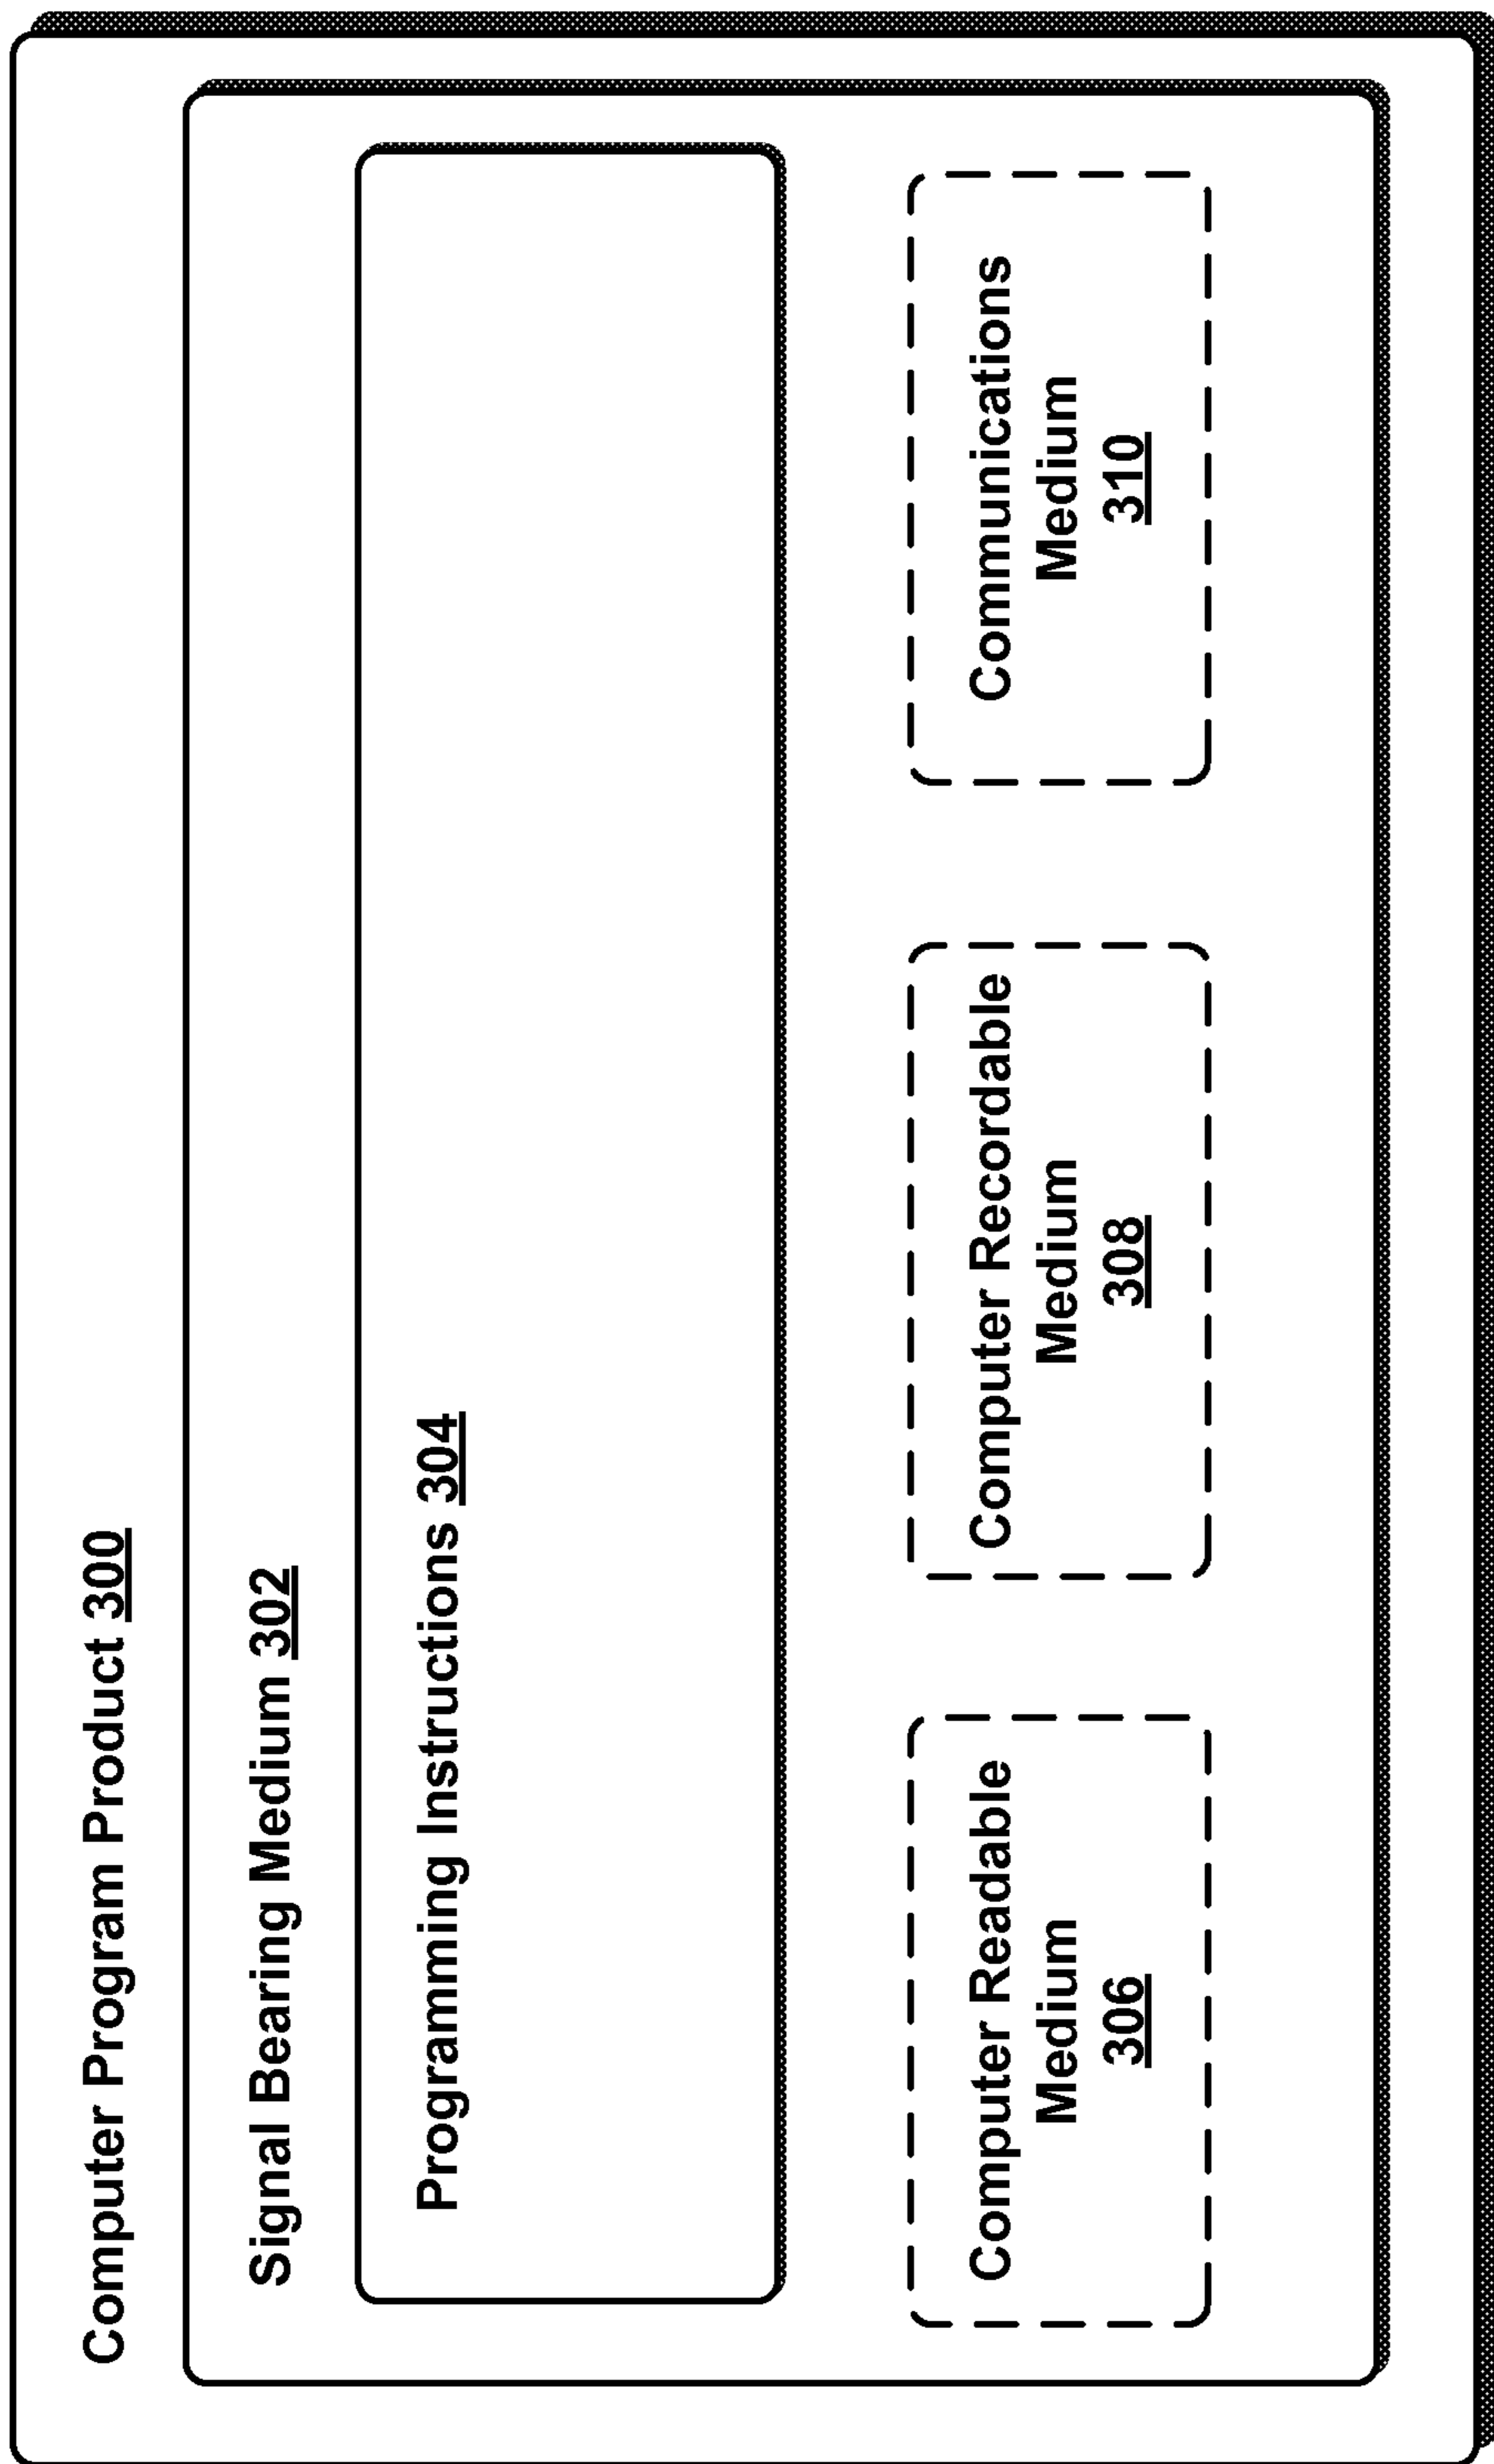 Computer Program Product 300
Signal Bearing Medium 302
Programming Instructions 304
Computer Readable
Medium
306
Computer Recordable
Medium
308
Communications
Medium
310